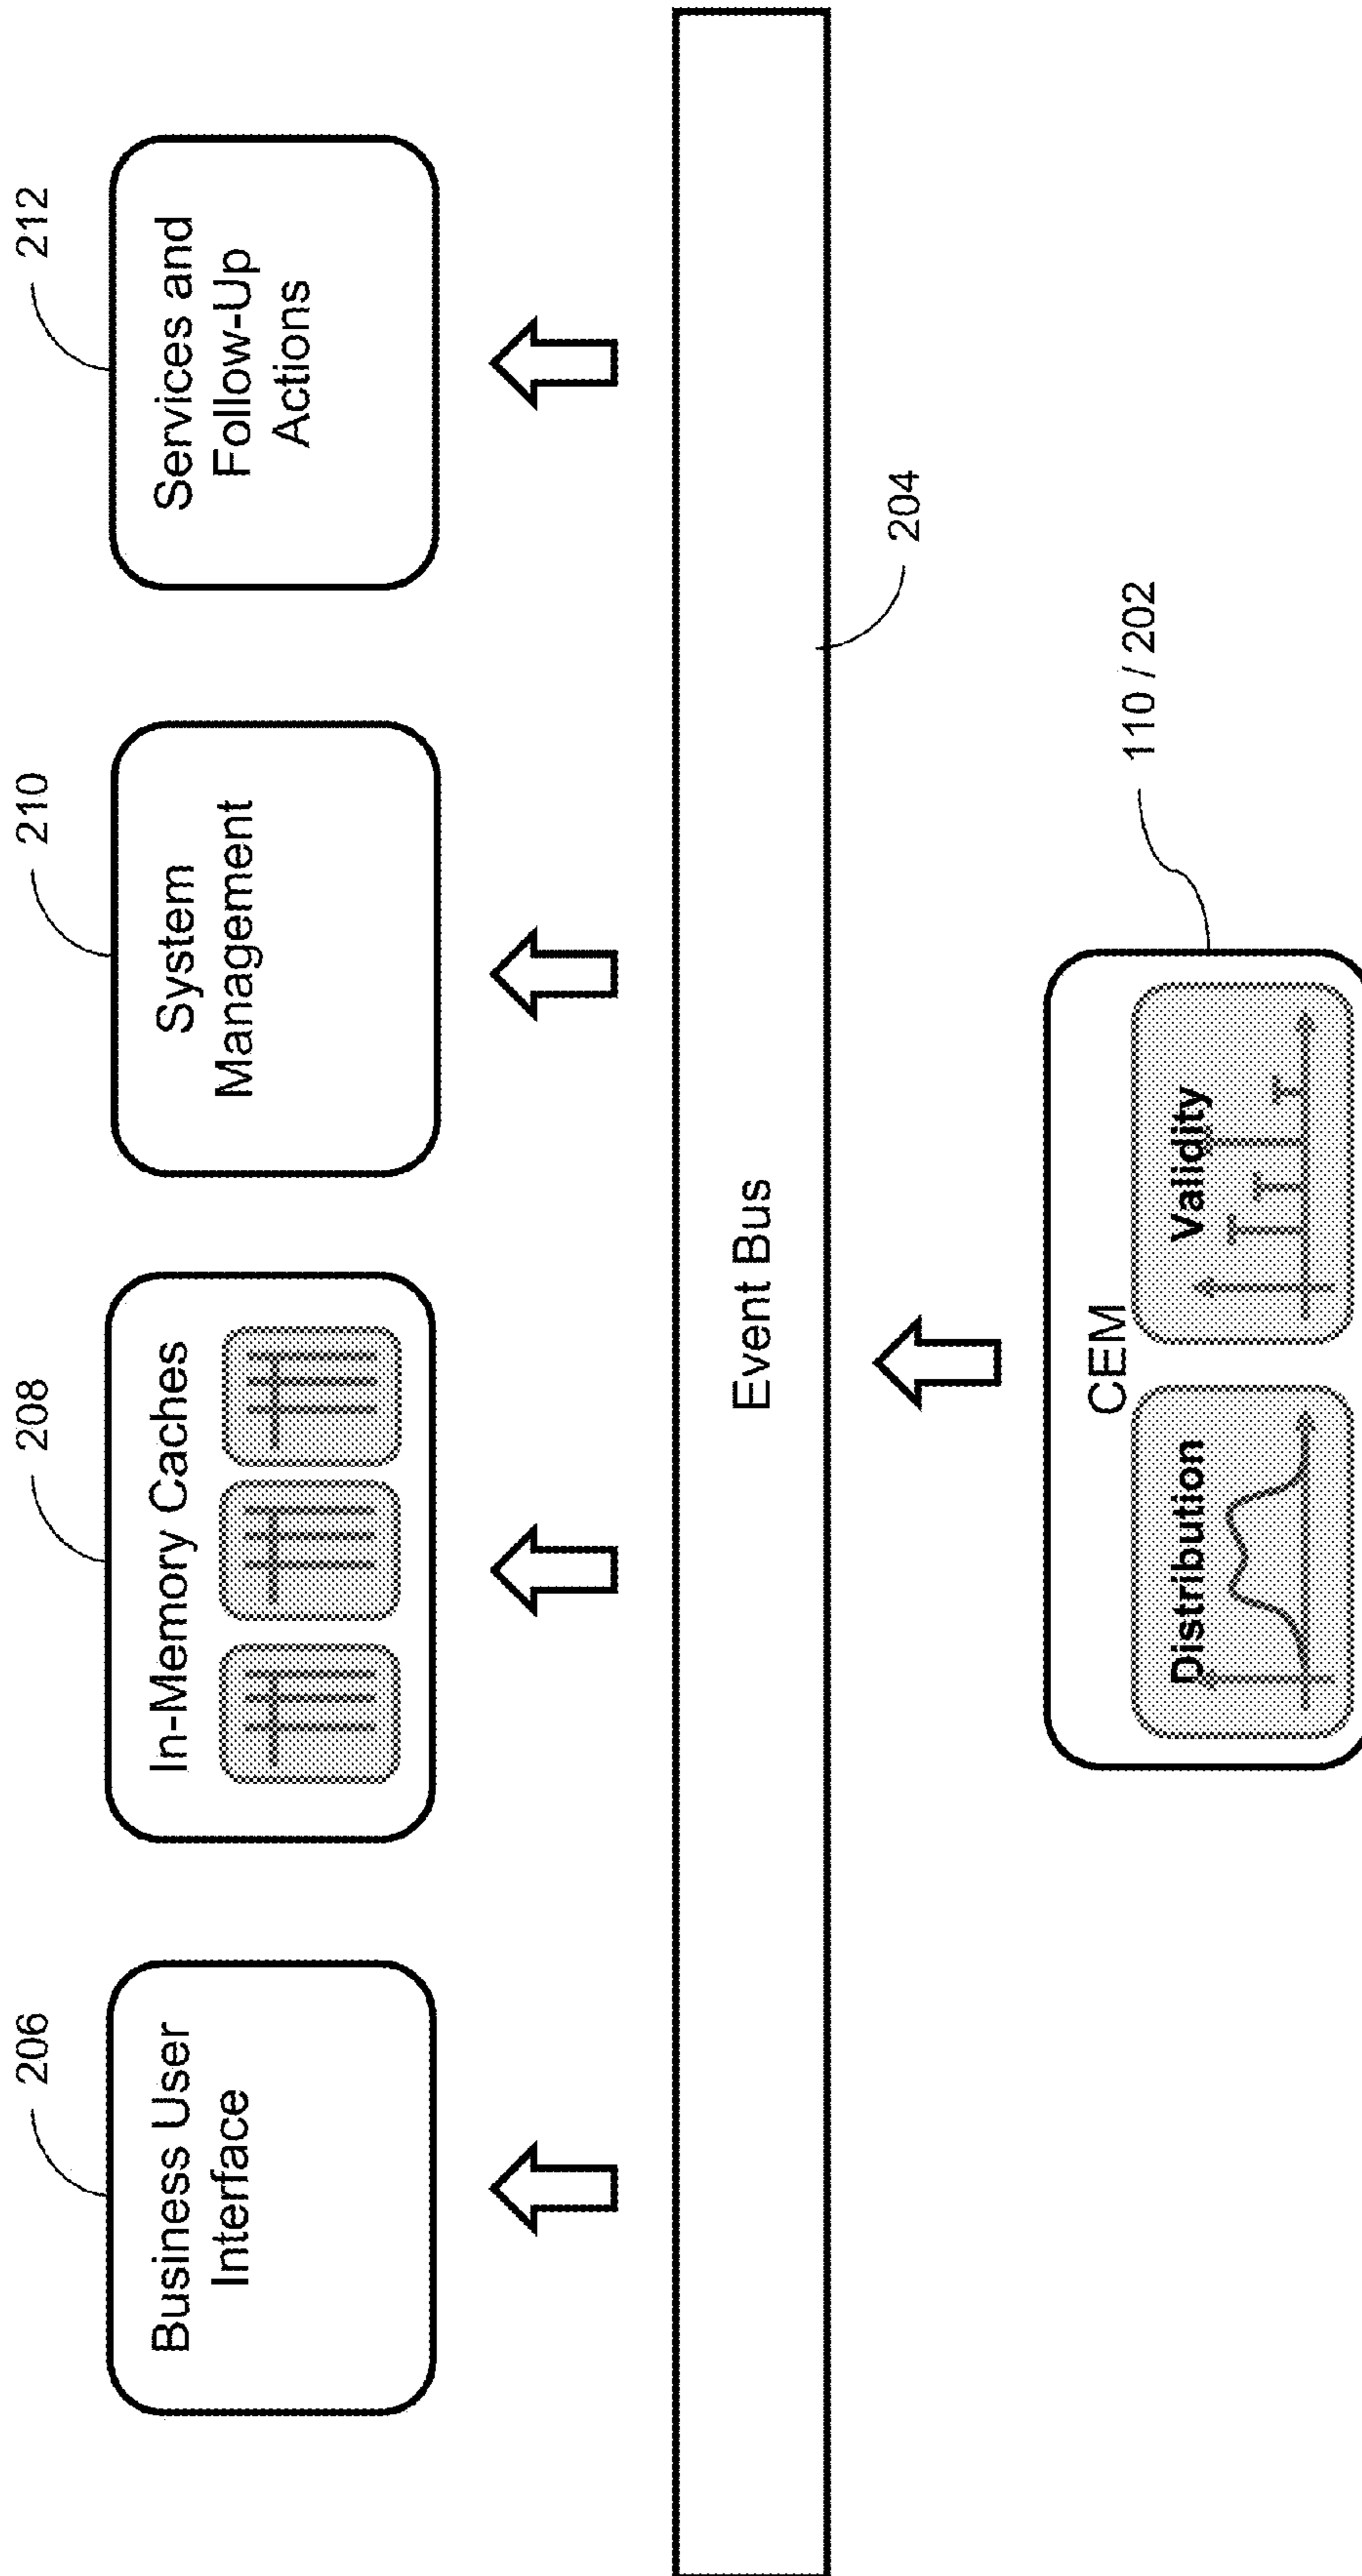 206
208
210
212
Business User
Interface
In-Memory Caches
System
Management
Services and
Follow-Up
Actions
Event Bus
204
110 / 202
CEM
Distribution
Validity